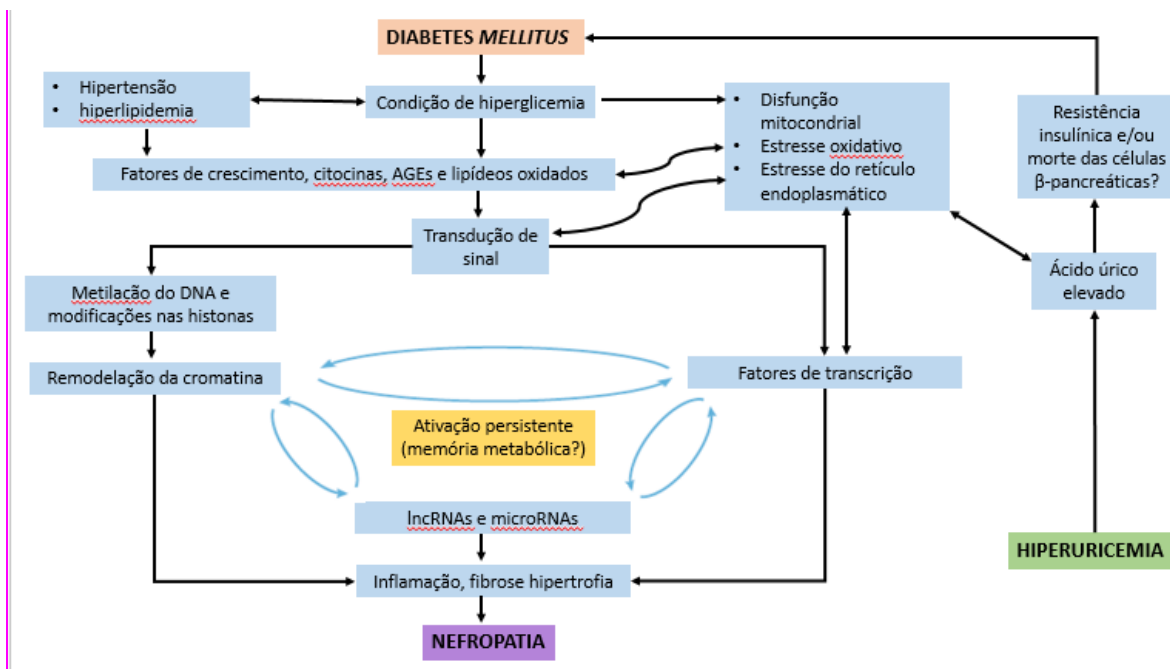 DIABETES MELLITUS
• Hipertensão
• hiperlipidemia
Condição de hiperglicemia
• Disfunção
mitocondrial
• Estresse oxidativo
• Estresse do retículo
endoplasmático
Resistência
insulínica e/ou
morte das células
β-pancreáticas?
Fatores de crescimento, citocinas, AGEs e lipídeos oxidados
Transdução de
sinal
Ácido úrico
elevado
Metilação do DNA e
modificações nas histonas
Remodelação da cromatina
Fatores de transcrição
Ativação persistente
(memória metabólica?)
lncRNAs e microRNAs
HIPERURICEMIA
Inflamação, fibrose hipertrofia
NEFROPATIA